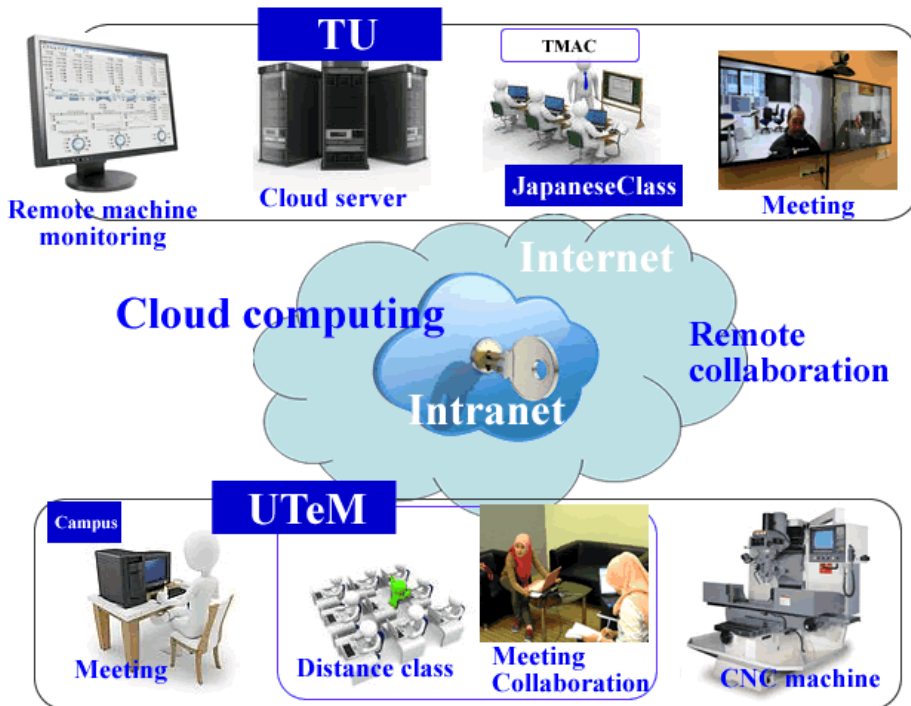 TU
TMAC
Remote machine
monitoring
Cloud server
JapaneseClass
Meeting
Internet
Cloud computing
Remote
collaboration
Intranet
Campus
UTeM
Meeting
Distance class
Meeting
Collaboration
CNC machine